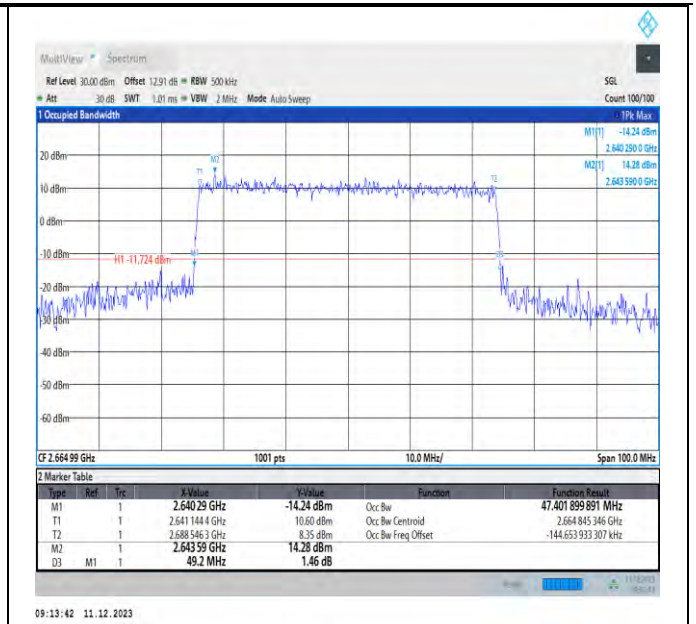 MultiView Spectrum
Ref Level 30.00 dBm Offset 12.91 dB RBW 500 kHz SGL
Att 30 dB SWT 1.01 ms VBW 2 MHz Mode Auto Sweep Count 100/100
1 Occupied Bandwidth 1Pk Max
M1[1] -14.24 dBm
2.640 290 0 GHz
M2[1] 14.28 dBm
2.643 590 0 GHz
20 dBm
M2
T1
T2
10 dBm
0 dBm
-10 dBm
M1
D3
H1 -11.724 dBm
-20 dBm
-30 dBm
-40 dBm
-50 dBm
-60 dBm
CF 2.664 99 GHz 1001 pts 10.0 MHz/ Span 100.0 MHz
2 Marker Table
Type Ref Trc X-Value Y-Value Function Function Result
M1 1 2.640 29 GHz -14.24 dBm Occ Bw 47.401 899 891 MHz
T1 1 2.641 144 4 GHz 10.60 dBm Occ Bw Centroid 2.664 845 346 GHz
T2 1 2.688 546 3 GHz 8.35 dBm Occ Bw Freq Offset -144.653 933 307 kHz
M2 1 2.643 59 GHz 14.28 dBm
D3 M1 1 49.2 MHz 1.46 dB
09:13:42 11.12.2023